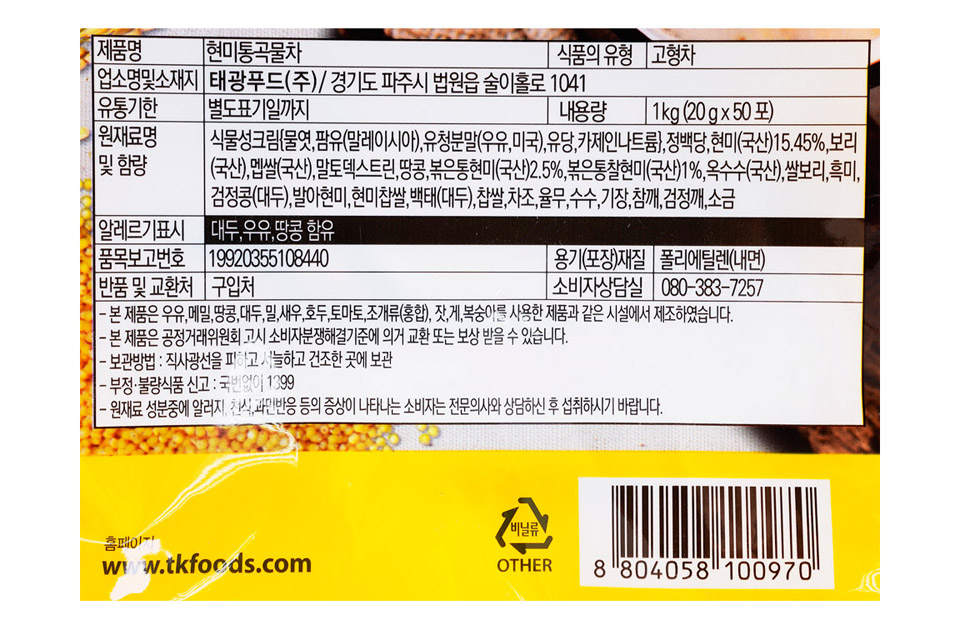 제품명 현미통곡물차 식품의 유형 고형차
업소명및소재지 태광푸드(주)/ 경기도 파주시 법원읍 술이홀로 1041
유통기한 별도표기일까지 내용량 1kg (20 g x 50 포)
원재료명 식물성크림(물엿,팜유(말레이시아),유청분말(우유,미국),유당,카제인나트륨),정백당,현미(국산)15.45%,보리
및 함량 (국산),멥쌀(국산),말토덱스트린,땅콩,볶은통현미(국산)2.5%,볶은통찰현미(국산)1%,옥수수(국산),쌀보리,흑미,
검정콩(대두),발아현미,현미찹쌀,백태(대두),찹쌀,차조,율무,수수,기장,참깨,검정깨,소금
알레르기표시 대두,우유,땅콩 함유
품목보고번호 19920355108440 용기(포장)재질 폴리에틸렌(내면)
반품 및 교환처 구입처 소비자상담실 080-383-7257
- 본 제품은 우유,메밀,땅콩,대두,밀,새우,호두,토마토,조개류(홍합), 잣,게,복숭아를 사용한 제품과 같은 시설에서 제조하였습니다.
- 본 제품은 공정거래위원회 고시 소비자분쟁해결기준에 의거 교환 또는 보상 받을 수 있습니다.
- 보관방법 : 직사광선을 피하고 서늘하고 건조한 곳에 보관
- 부정·불량식품 신고 : 국번없이 1399
- 원재료 성분중에 알러지, 천식,과민반응 등의 증상이 나타나는 소비자는 전문의사와 상담하신 후 섭취하시기 바랍니다.
홈페이지
www.tkfoods.com
비닐류
OTHER
8 804058 100970